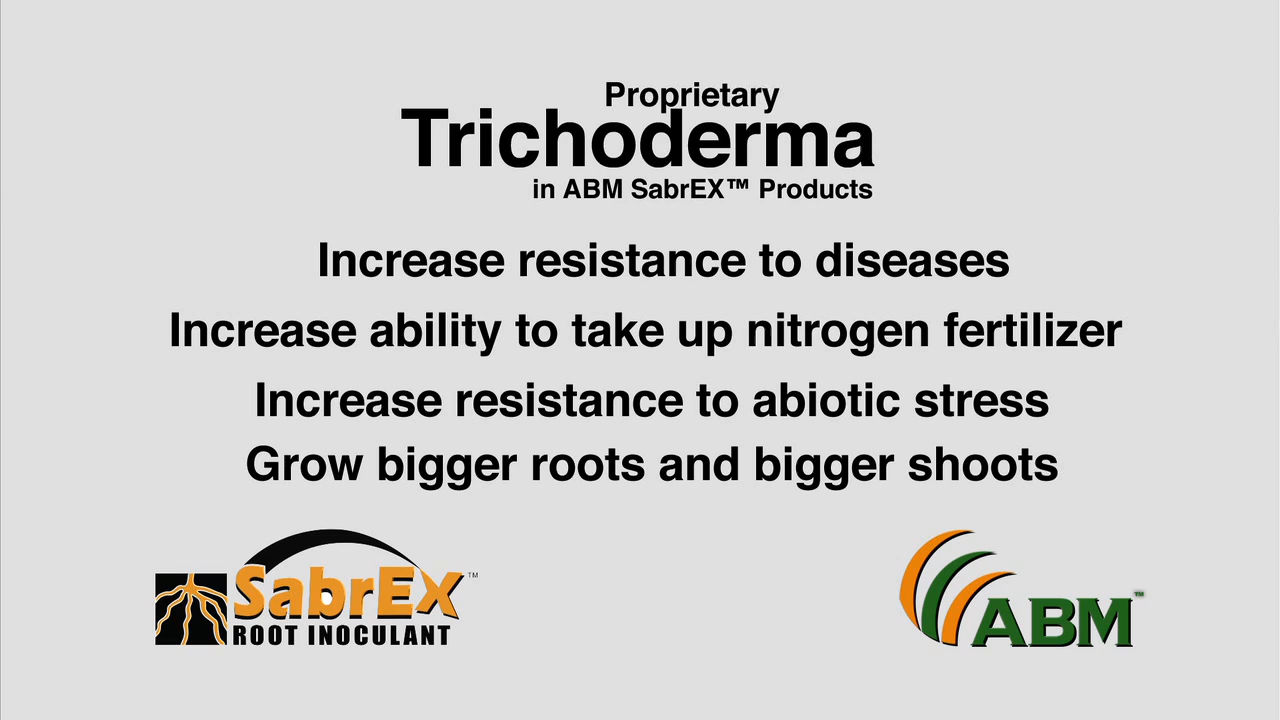 Proprietary
Trichoderma
in ABM SabrEX™ Products
Increase resistance to diseases
Increase ability to take up nitrogen fertilizer
Increase resistance to abiotic stress
Grow bigger roots and bigger shoots
SabrEx™
ROOT INOCULANT
ABM™